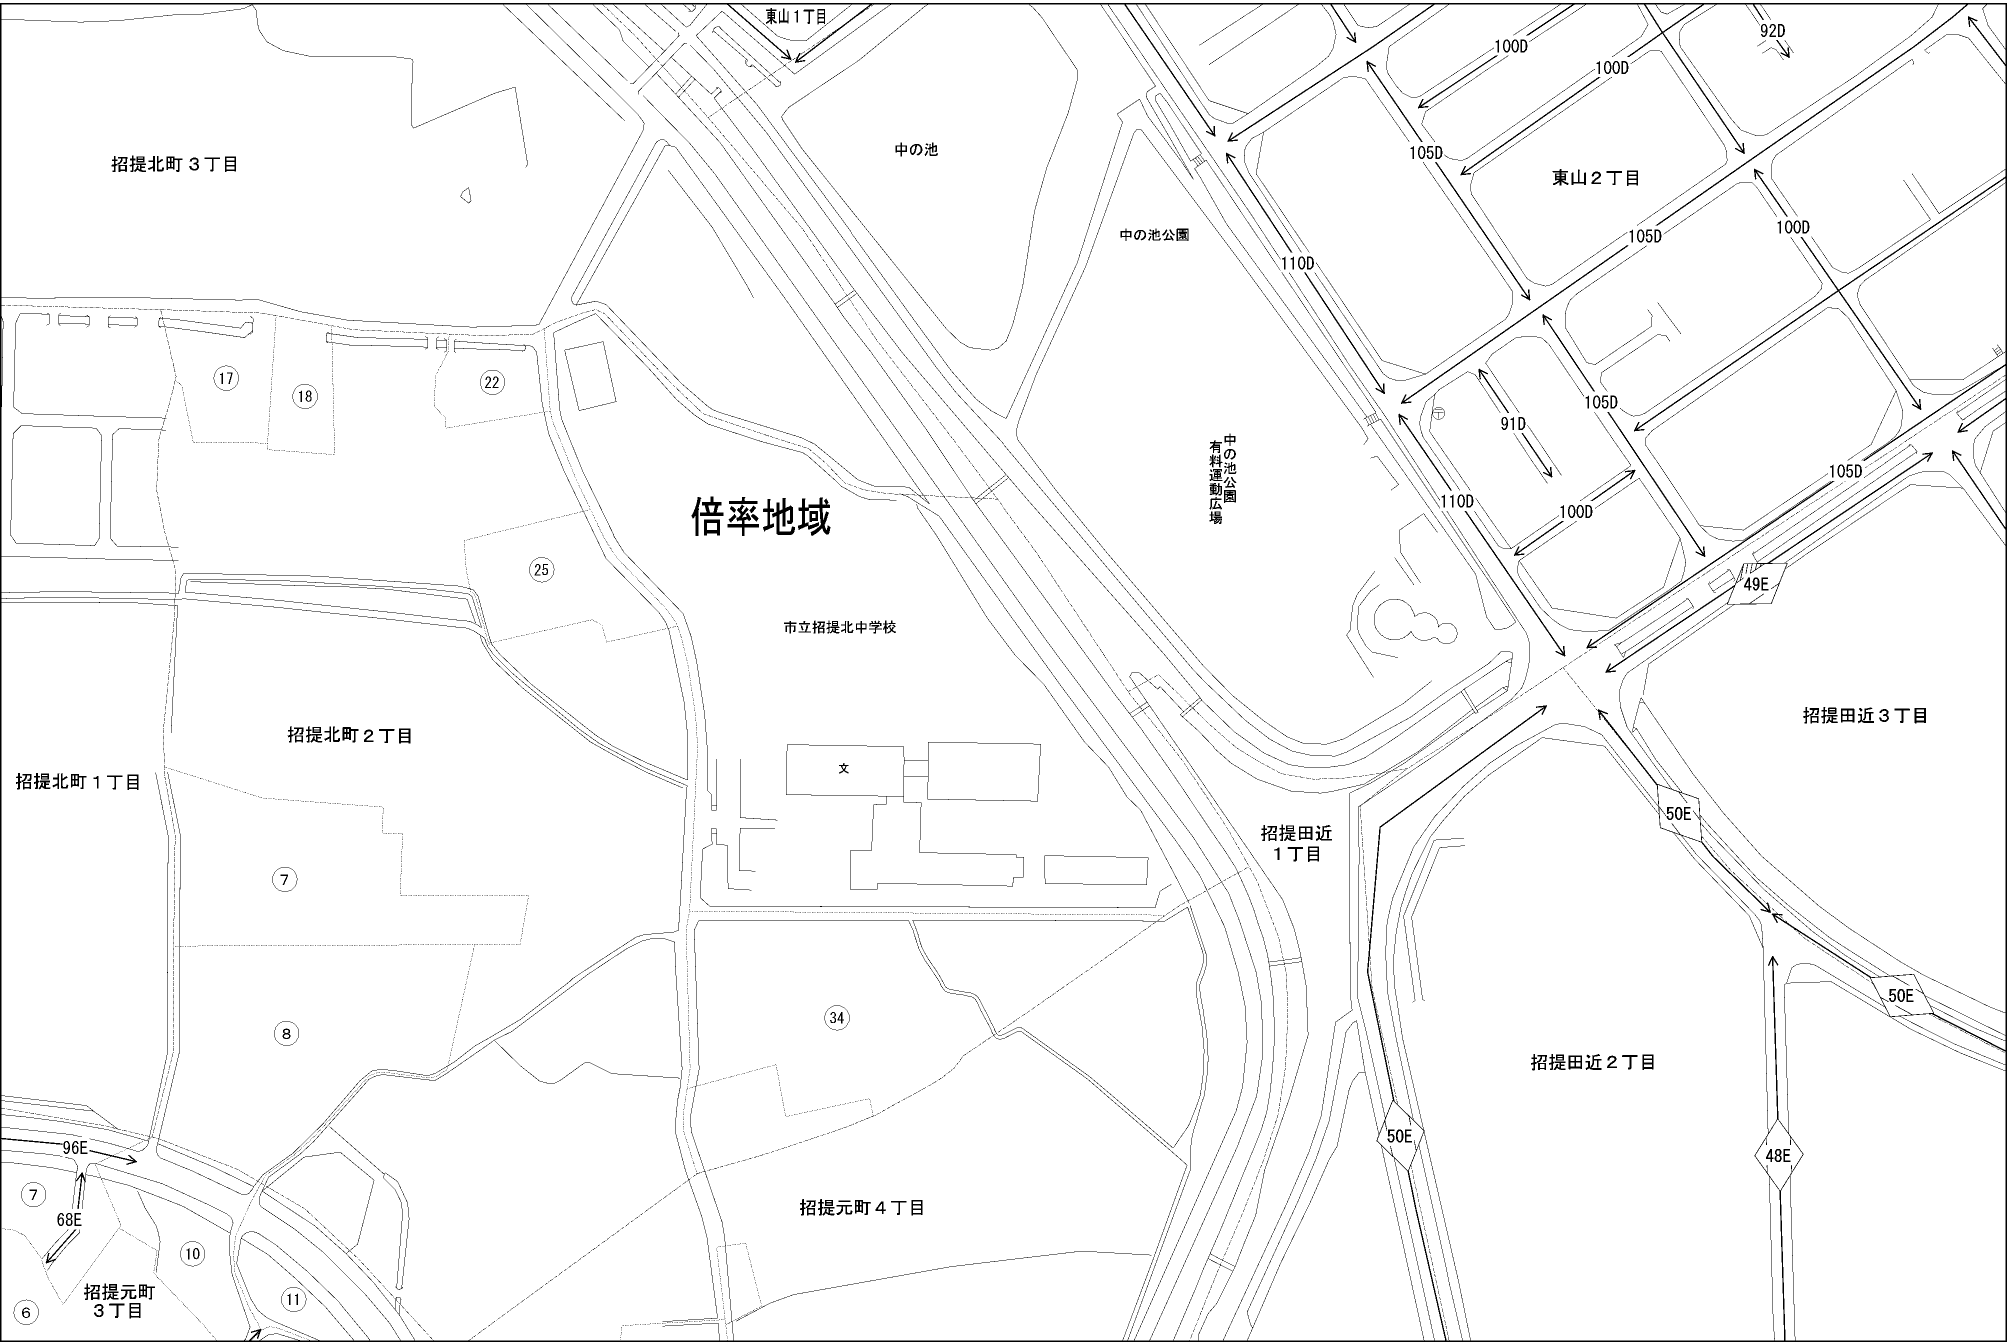 東山１丁目
92D
100D
100D
招提北町３丁目
中の池
105D
東山２丁目
中の池公園
110D
105D
100D
17
18
22
105D
91D
中の池公園
有料運動広場
105D
110D
100D
倍率地域
25
49E
市立招提北中学校
招提北町２丁目
招提北町１丁目
文
招提田近３丁目
50E
招提田近
１丁目
7
8
34
50E
招提田近２丁目
50E
48E
96E
7
68E
招提元町４丁目
10
招提元町
３丁目
11
6
〒